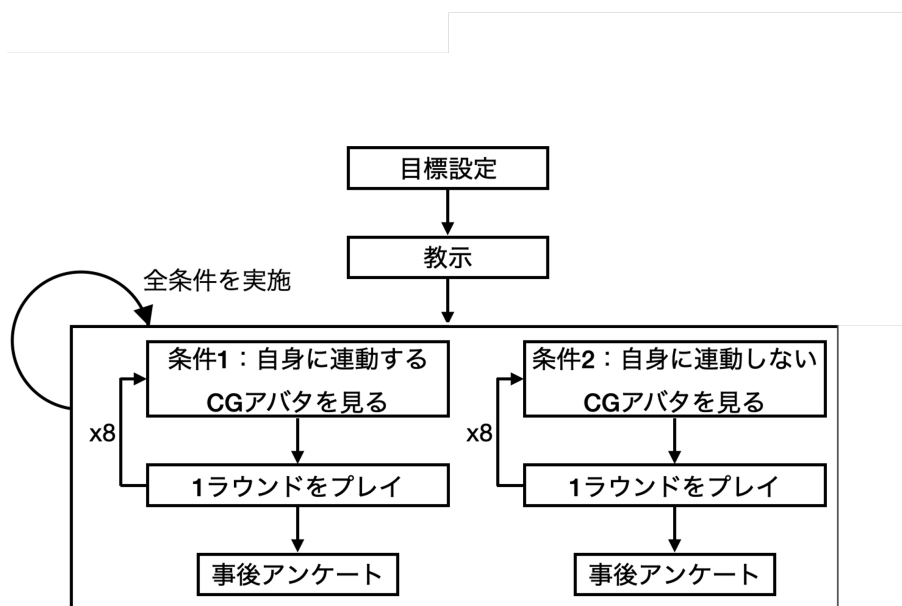 目標設定
教示
全条件を実施
条件1：自身に連動する
CGアバタを見る
x8
1ラウンドをプレイ
事後アンケート
条件2：自身に連動しない
CGアバタを見る
x8
1ラウンドをプレイ
事後アンケート